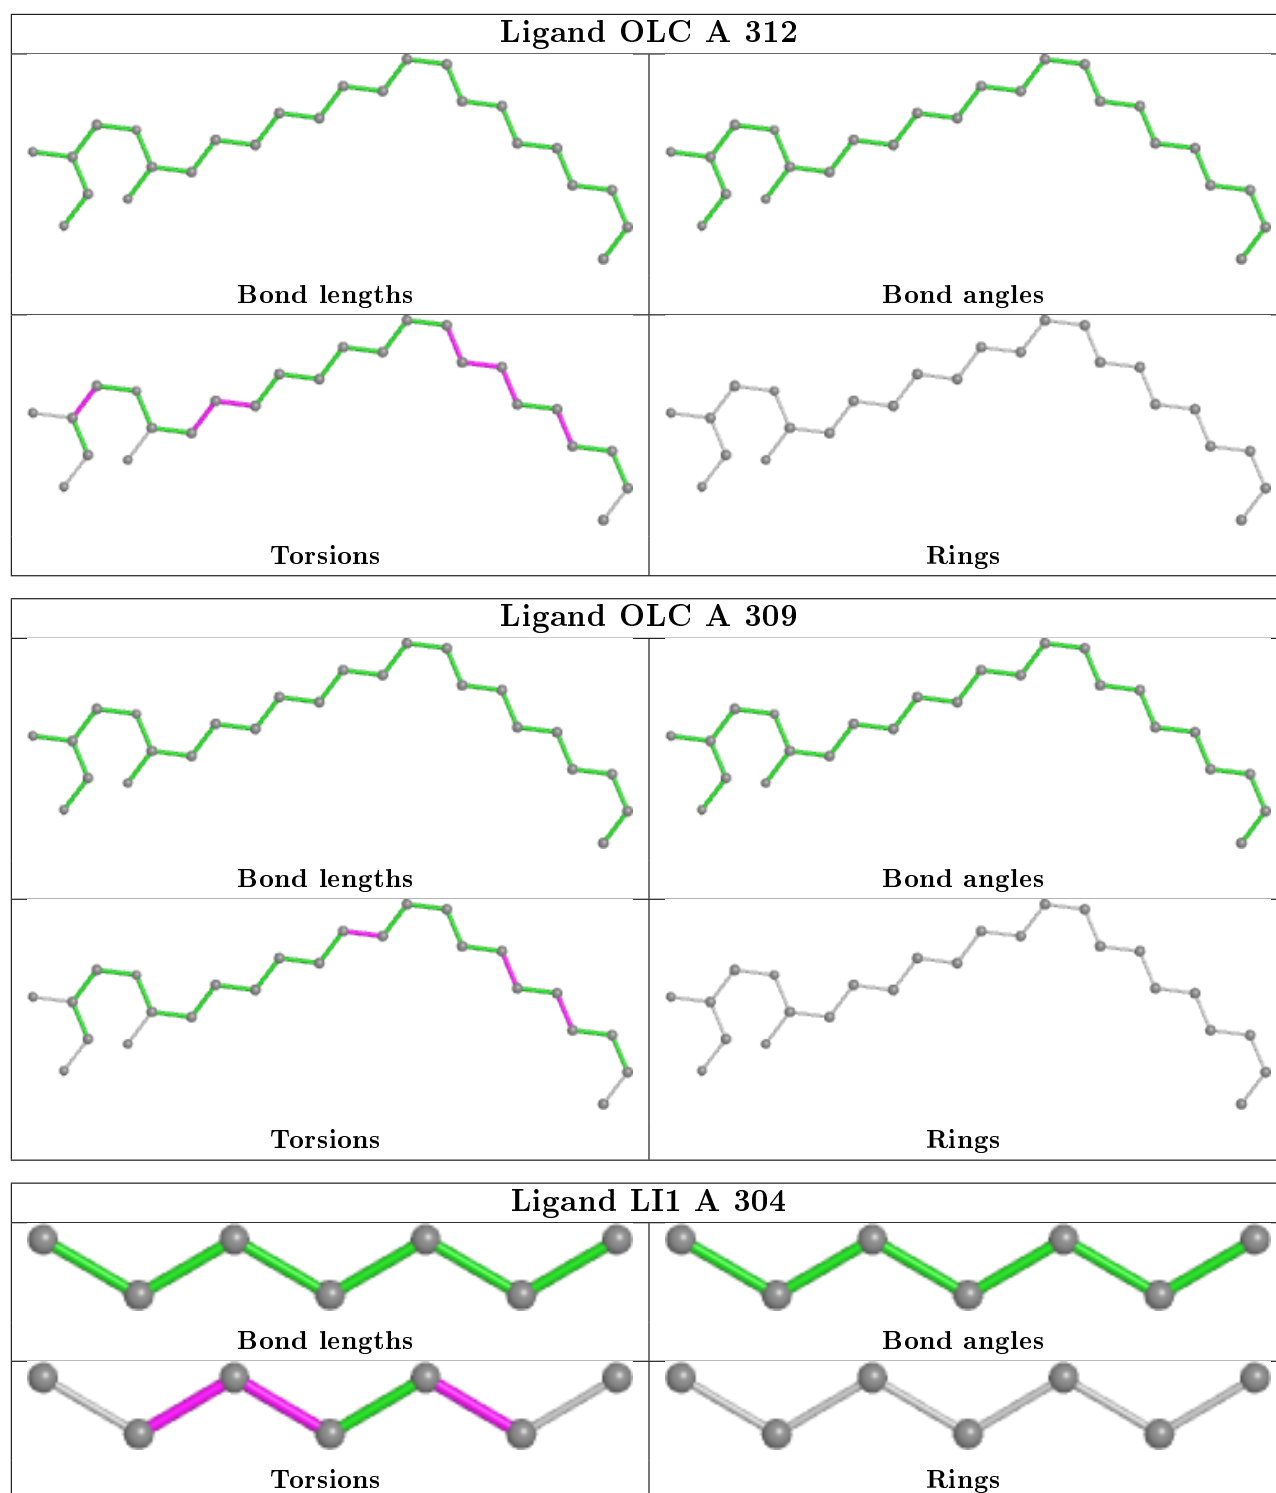 Ligand OLC A 312
Bond lengths
Bond angles
Torsions
Rings
Ligand OLC A 309
Bond lengths
Bond angles
Torsions
Rings
Ligand LI1 A 304
Bond lengths
Bond angles
Torsions
Rings